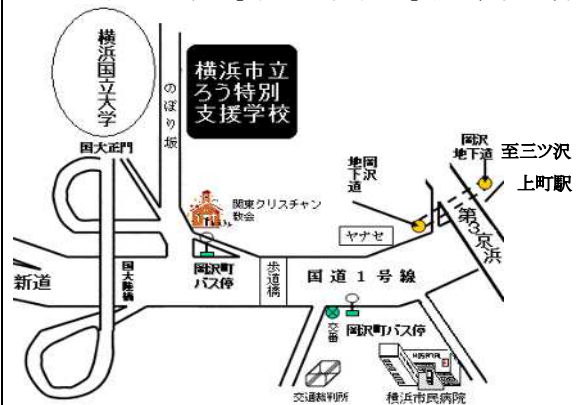 横浜国立大学
のぼり坂
横浜市立
ろう特別
支援学校
国大正門
関東クリスチャン
教会
岡沢
地下道
岡沢
地下道
至三ツ沢
上町駅
第3京浜
ヤナセ
新道
国大陸橋
岡沢町
バス停
歩道橋
国道1号線
交番
岡沢町バス停
HOSPITAL
交通裁判所
横浜市民病院